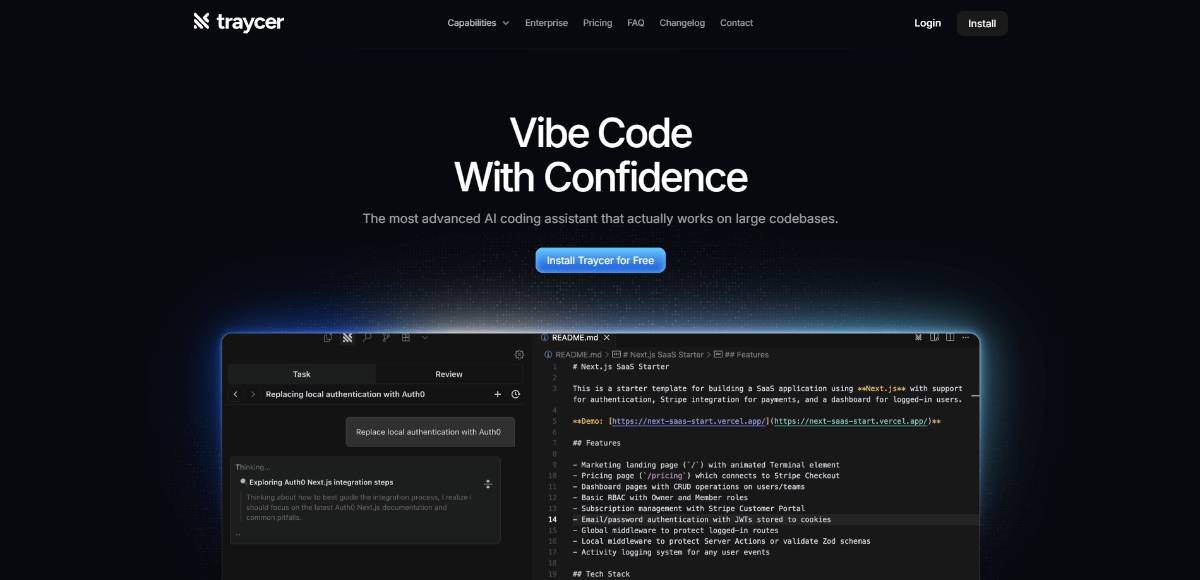 traycer
Capabilities Enterprise Pricing FAQ Changelog Contact
Login Install
Vibe Code
With Confidence
The most advanced AI coding assistant that actually works on large codebases.
Install Traycer for Free
Task Review
Replacing local authentication with Auth0
Replace local authentication with Auth0
Thinking...
Exploring Auth0 Next.js integration steps
Thinking about how to best guide the integration process, I realize I
should focus on the latest Auth0 Next.js documentation and
common pitfalls.
..
README.md
README.md > # Next.js SaaS Starter > ## Features
1 # Next.js SaaS Starter
2
3 This is a starter template for building a SaaS application using **Next.js** with support
for authentication, Stripe integration for payments, and a dashboard for logged-in users.
4
5 **Demo: [https://next-saas-start.vercel.app/](https://next-saas-start.vercel.app/)**
6
7 ## Features
8
9 - Marketing landing page (`/`) with animated Terminal element
10 - Pricing page (`/pricing`) which connects to Stripe Checkout
11 - Dashboard pages with CRUD operations on users/teams
12 - Basic RBAC with Owner and Member roles
13 - Subscription management with Stripe Customer Portal
14 - Email/password authentication with JWTs stored to cookies
15 - Global middleware to protect logged-in routes
16 - Local middleware to protect Server Actions or validate Zod schemas
17 - Activity logging system for any user events
18
19 ## Tech Stack